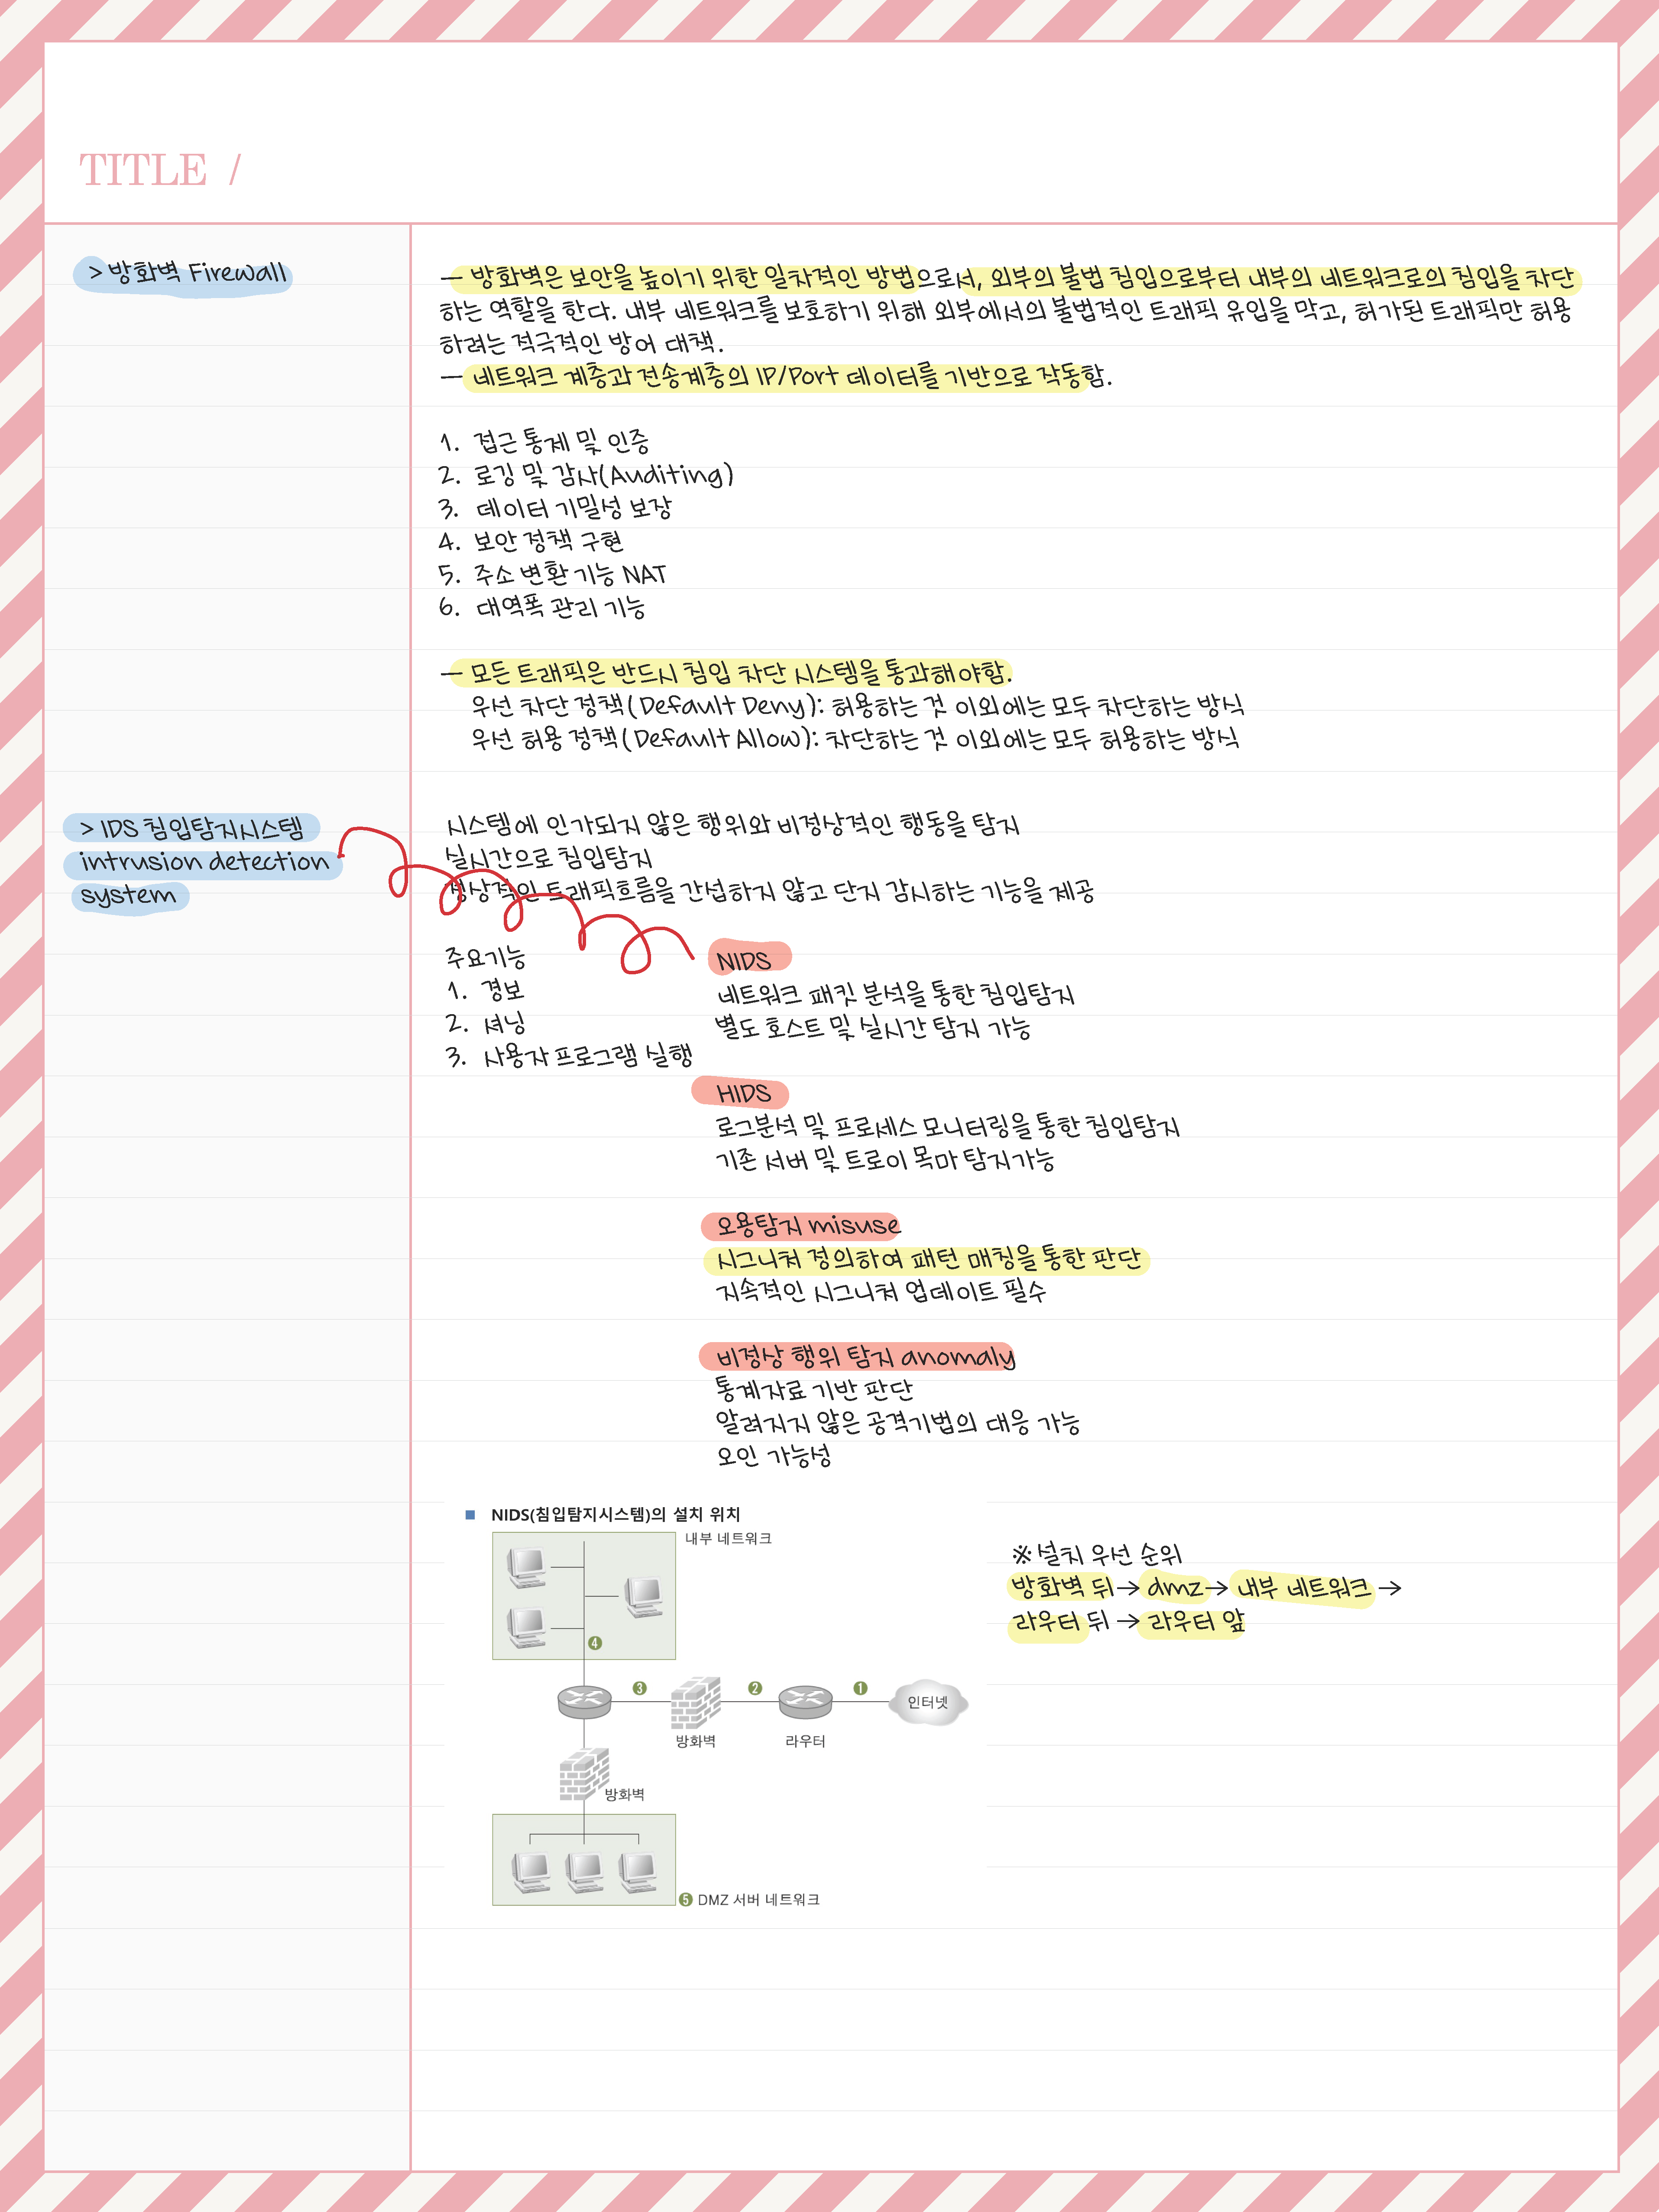 TITLE /
> 방화벽 Firewall
— 방화벽은 보안을 높이기 위한 일차적인 방법으로서, 외부의 불법 침입으로부터 내부의 네트워크로의 침입을 차단
하는 역할을 한다. 내부 네트워크를 보호하기 위해 외부에서의 불법적인 트래픽 유입을 막고, 허가된 트래픽만 허용
하려는 적극적인 방어 대책.
— 네트워크 계층과 전송계층의 IP/Port 데이터를 기반으로 작동함.
1. 접근 통제 및 인증
2. 로깅 및 감사(Auditing)
3. 데이터 기밀성 보장
4. 보안 정책 구현
5. 주소 변환 기능 NAT
6. 대역폭 관리 기능
— 모든 트래픽은 반드시 침입 차단 시스템을 통과해야함.
우선 차단 정책(Default Deny): 허용하는 것 이외에는 모두 차단하는 방식
우선 허용 정책(Default Allow): 차단하는 것 이외에는 모두 허용하는 방식
> IDS 침입탐지시스템
intrusion detection
system
시스템에 인가되지 않은 행위와 비정상적인 행동을 탐지
실시간으로 침입탐지
정상적인 트래픽흐름을 간섭하지 않고 단지 감시하는 기능을 제공
주요기능
1. 경보
2. 셔닝
3. 사용자 프로그램 실행
NIDS
네트워크 패킷 분석을 통한 침입탐지
별도 호스트 및 실시간 탐지 가능
HIDS
로그분석 및 프로세스 모니터링을 통한 침입탐지
기존 서버 및 트로이 목마 탐지가능
오용탐지 misuse
시그니쳐 정의하여 패턴 매칭을 통한 판단
지속적인 시그니쳐 업데이트 필수
비정상 행위 탐지 anomaly
통계자료 기반 판단
알려지지 않은 공격기법의 대응 가능
오인 가능성
■ NIDS(침입탐지시스템)의 설치 위치
내부 네트워크
❹
❸
❷
❶
인터넷
방화벽
라우터
방화벽
❺ DMZ 서버 네트워크
※ 설치 우선 순위
방화벽 뒤 → dmz → 내부 네트워크 →
라우터 뒤 → 라우터 앞